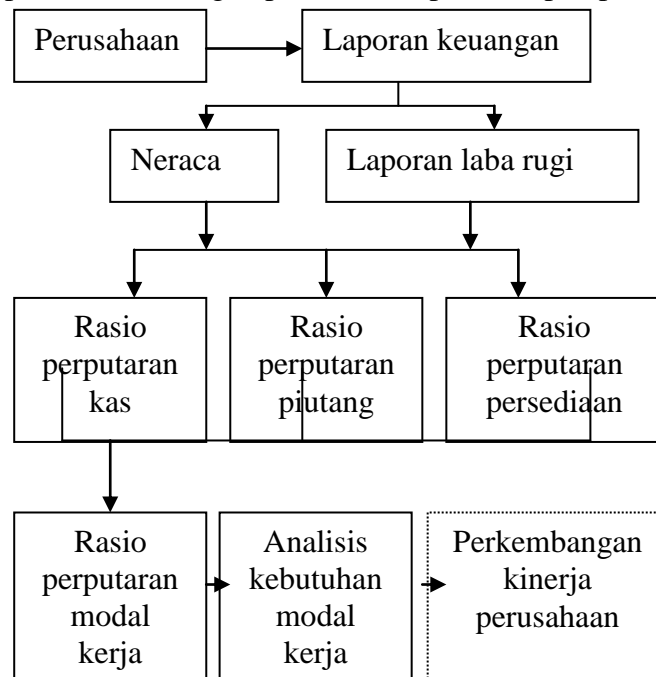 Perusahaan
Laporan keuangan
Neraca
Laporan laba rugi
Rasio
perputaran
kas
Rasio
perputaran
piutang
Rasio
perputaran
persediaan
Rasio
perputaran
modal
kerja
Analisis
kebutuhan
modal
kerja
Perkembangan
kinerja
perusahaan